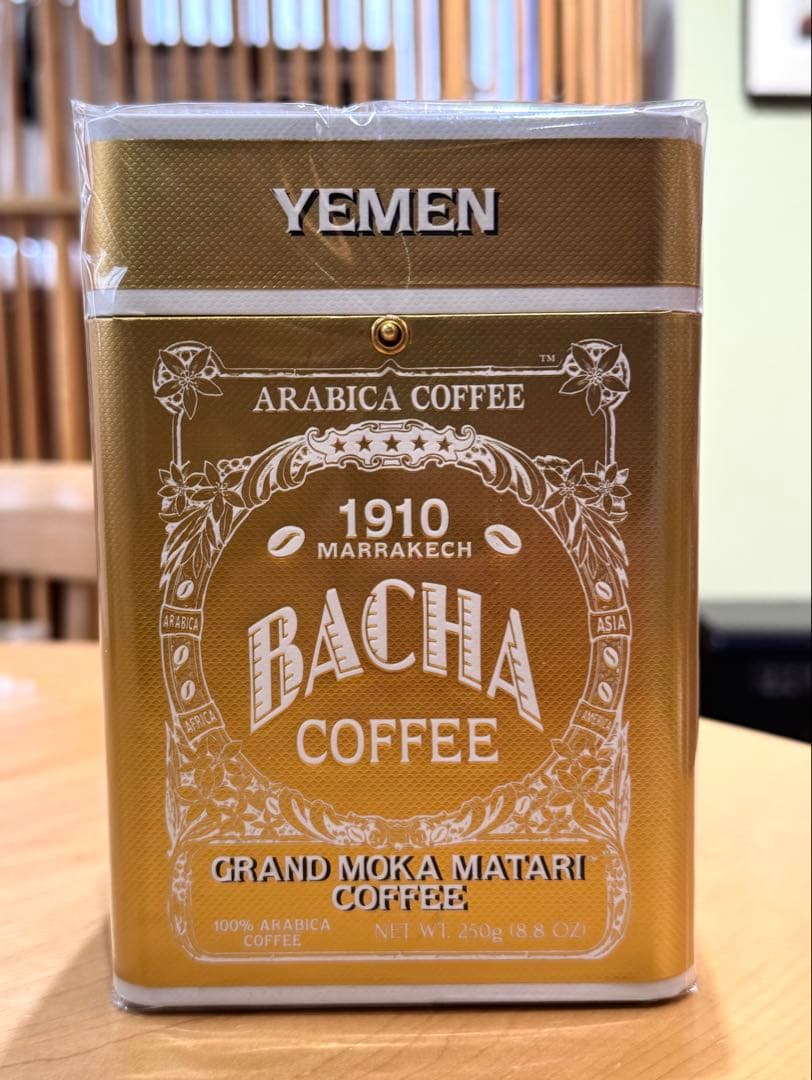 YEMEN
TM
ARABICA COFFEE
1910
MARRAKECH
BACHA
COFFEE
ARABICA
ASIA
AFRICA
AMERICA
GRAND MOKA MATARI™
COFFEE
100% ARABICA
COFFEE
NET WT. 250g (8.8 OZ)